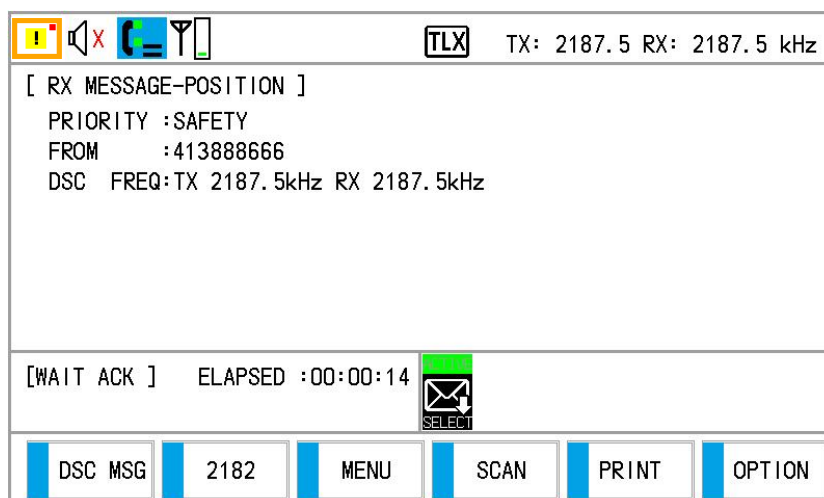 ! X TLX TX: 2187.5 RX: 2187.5 kHz
[ RX MESSAGE-POSITION ]
PRIORITY :SAFETY
FROM :413888666
DSC FREQ:TX 2187.5kHz RX 2187.5kHz
[WAIT ACK ] ELAPSED :00:00:14
SELECT
DSC MSG 2182 MENU SCAN PRINT OPTION